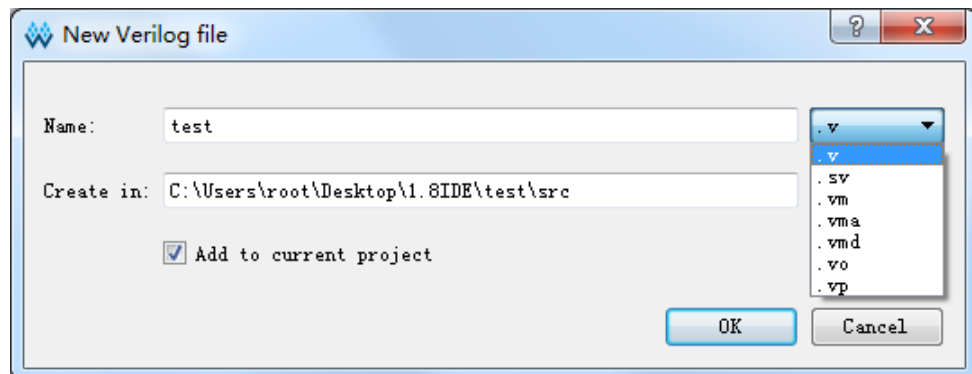 New Verilog file
Name: test .v
.v
.sv
.vm
.vma
.vmd
.vo
.vp
Create in: C:\Users\root\Desktop\1.8IDE\test\src
Add to current project
OK Cancel